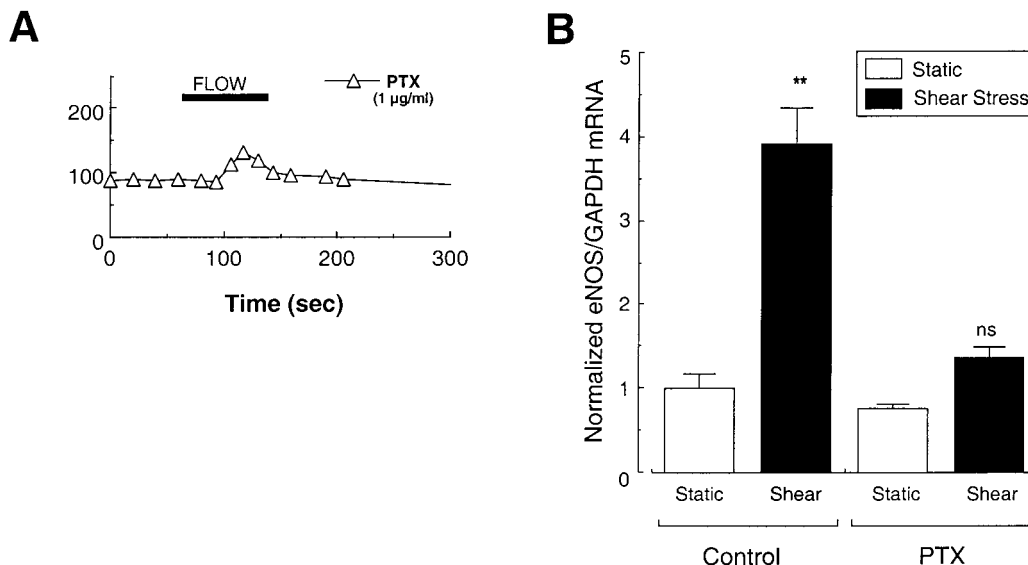 A
FLOW
PTX
(1 µg/ml)
200
100
0
0
100
200
300
Time (sec)
B
Normalized eNOS/GAPDH mRNA
5
4
3
2
1
0
**
ns
Static
Shear Stress
Static
Shear
Static
Shear
Control
PTX